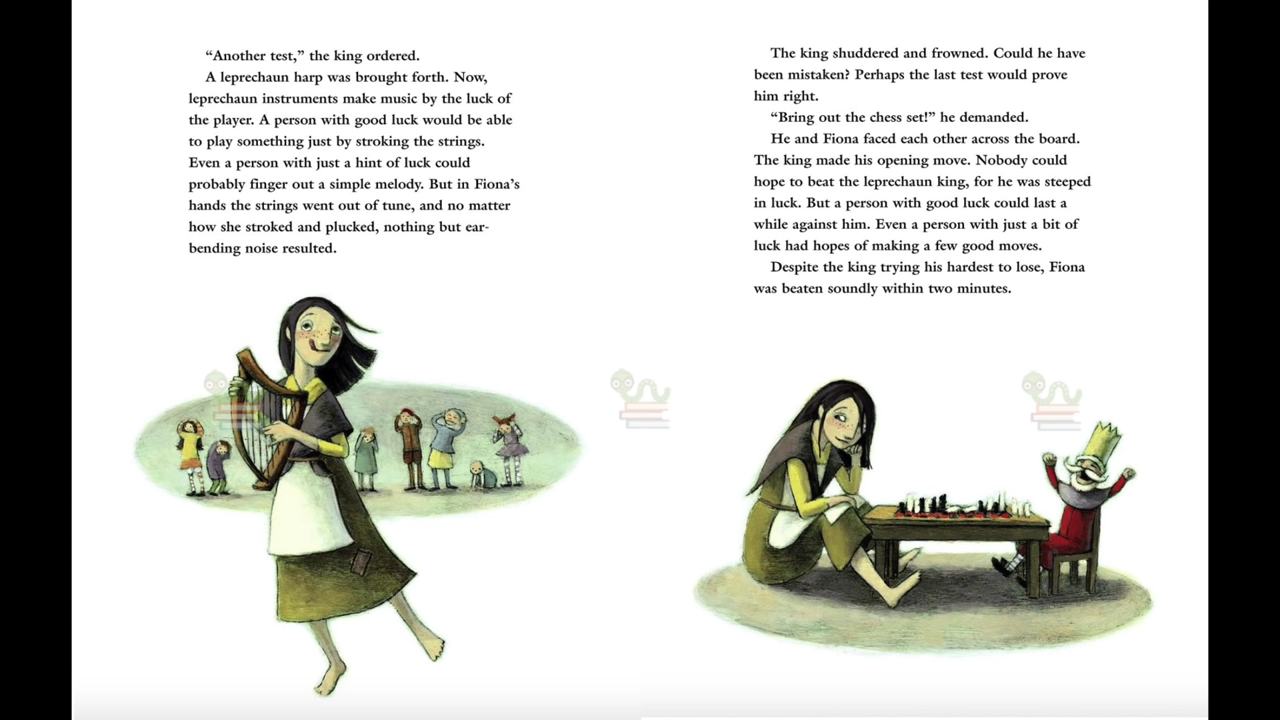 “Another test,” the king ordered.
A leprechaun harp was brought forth. Now,
leprechaun instruments make music by the luck of
the player. A person with good luck would be able
to play something just by stroking the strings.
Even a person with just a hint of luck could
probably finger out a simple melody. But in Fiona’s
hands the strings went out of tune, and no matter
how she stroked and plucked, nothing but ear-
bending noise resulted.
The king shuddered and frowned. Could he have
been mistaken? Perhaps the last test would prove
him right.
“Bring out the chess set!” he demanded.
He and Fiona faced each other across the board.
The king made his opening move. Nobody could
hope to beat the leprechaun king, for he was steeped
in luck. But a person with good luck could last a
while against him. Even a person with just a bit of
luck had hopes of making a few good moves.
Despite the king trying his hardest to lose, Fiona
was beaten soundly within two minutes.